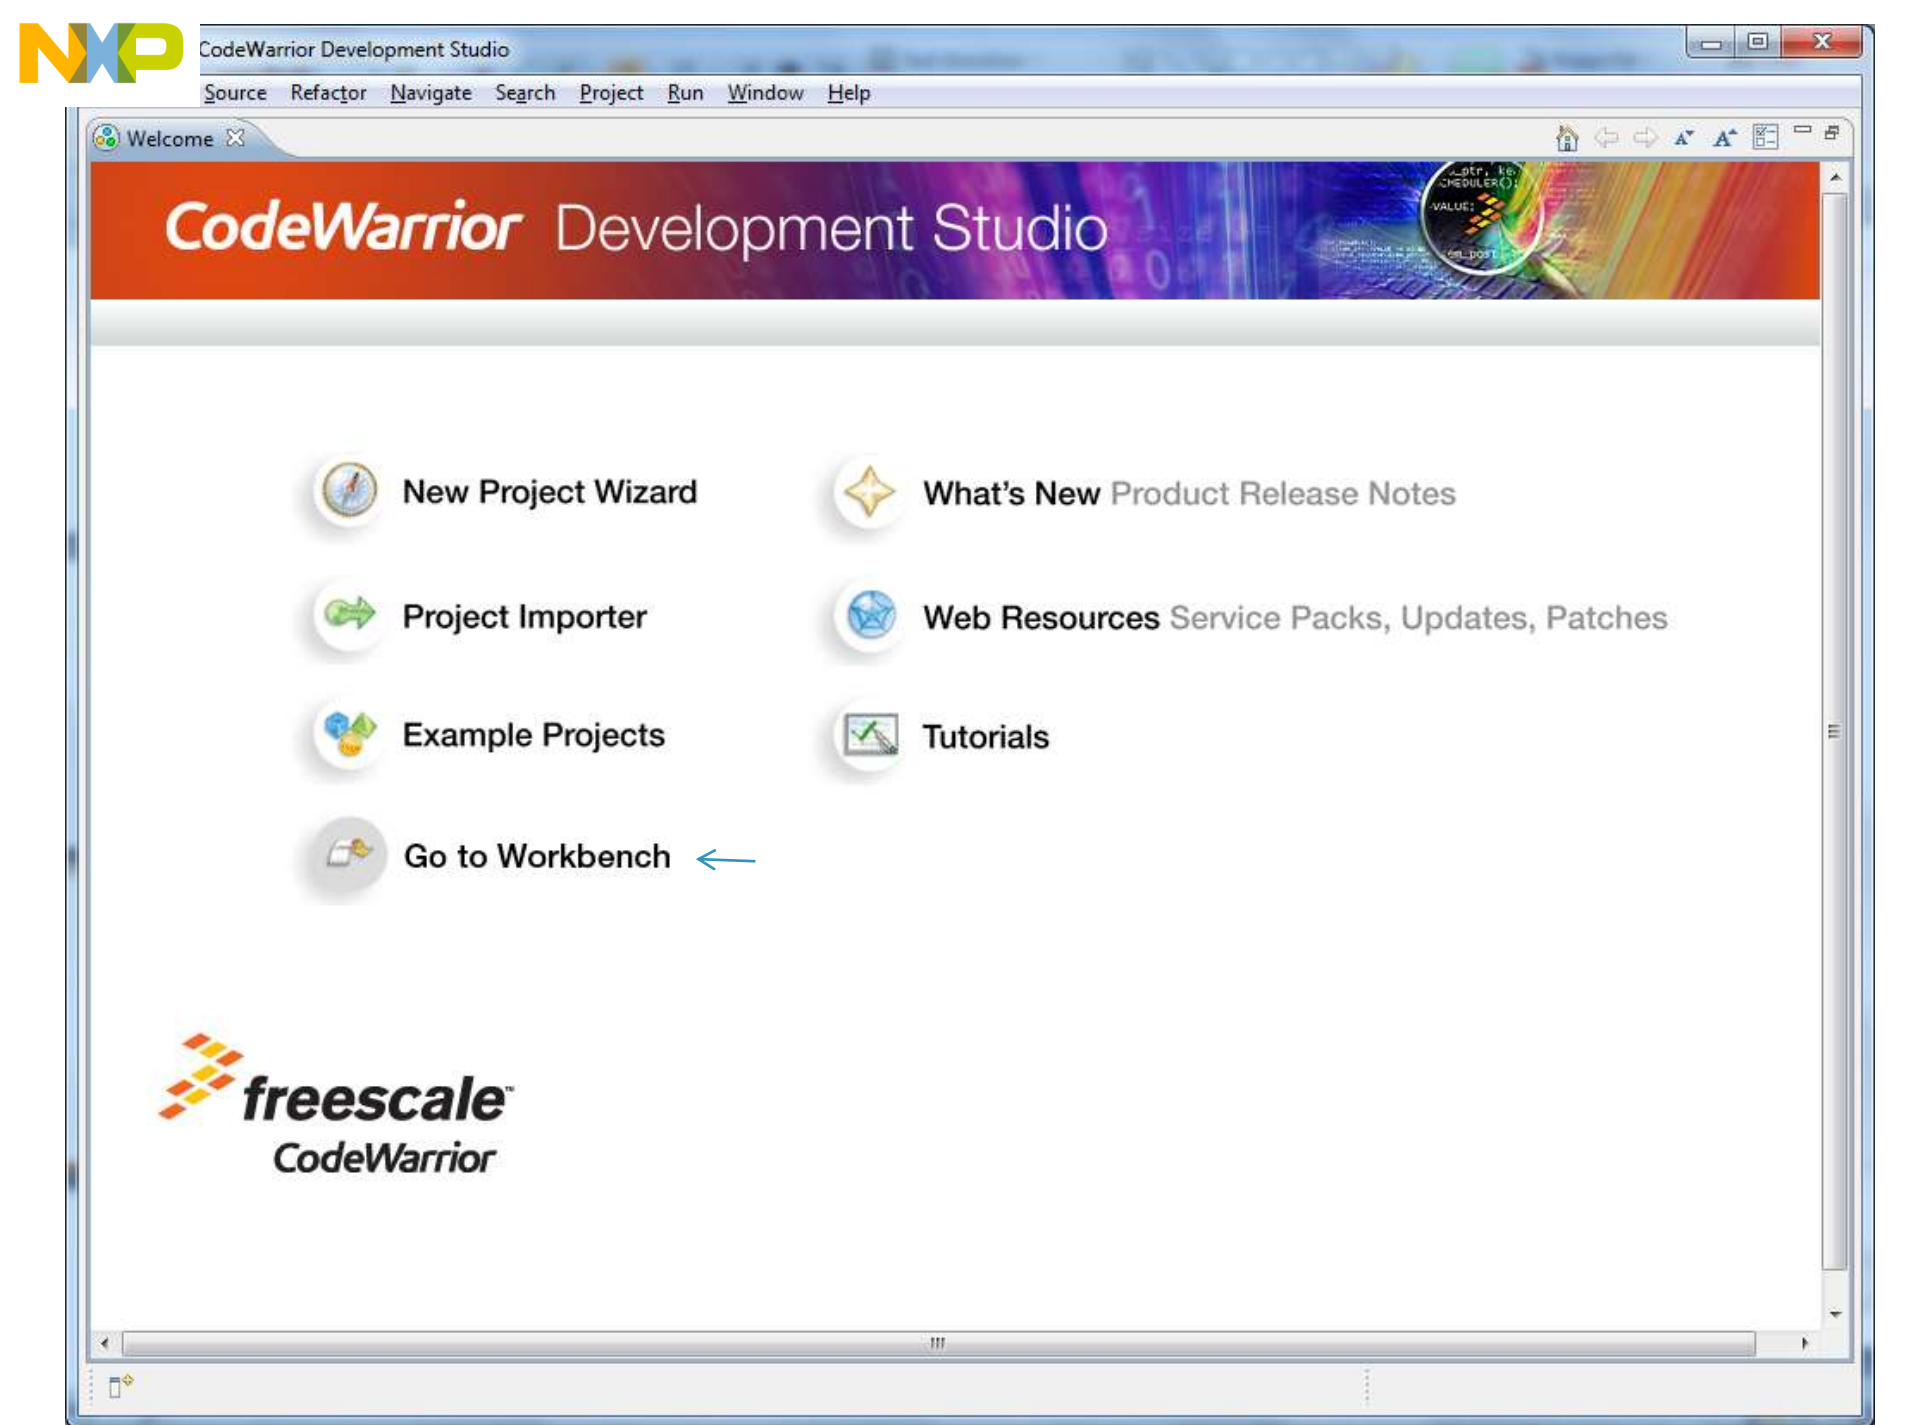 NXP
CodeWarrior Development Studio
Source Refactor Navigate Search Project Run Window Help
Welcome
CodeWarrior Development Studio
New Project Wizard
What's New Product Release Notes
Project Importer
Web Resources Service Packs, Updates, Patches
Example Projects
Tutorials
Go to Workbench
freescale™
CodeWarrior